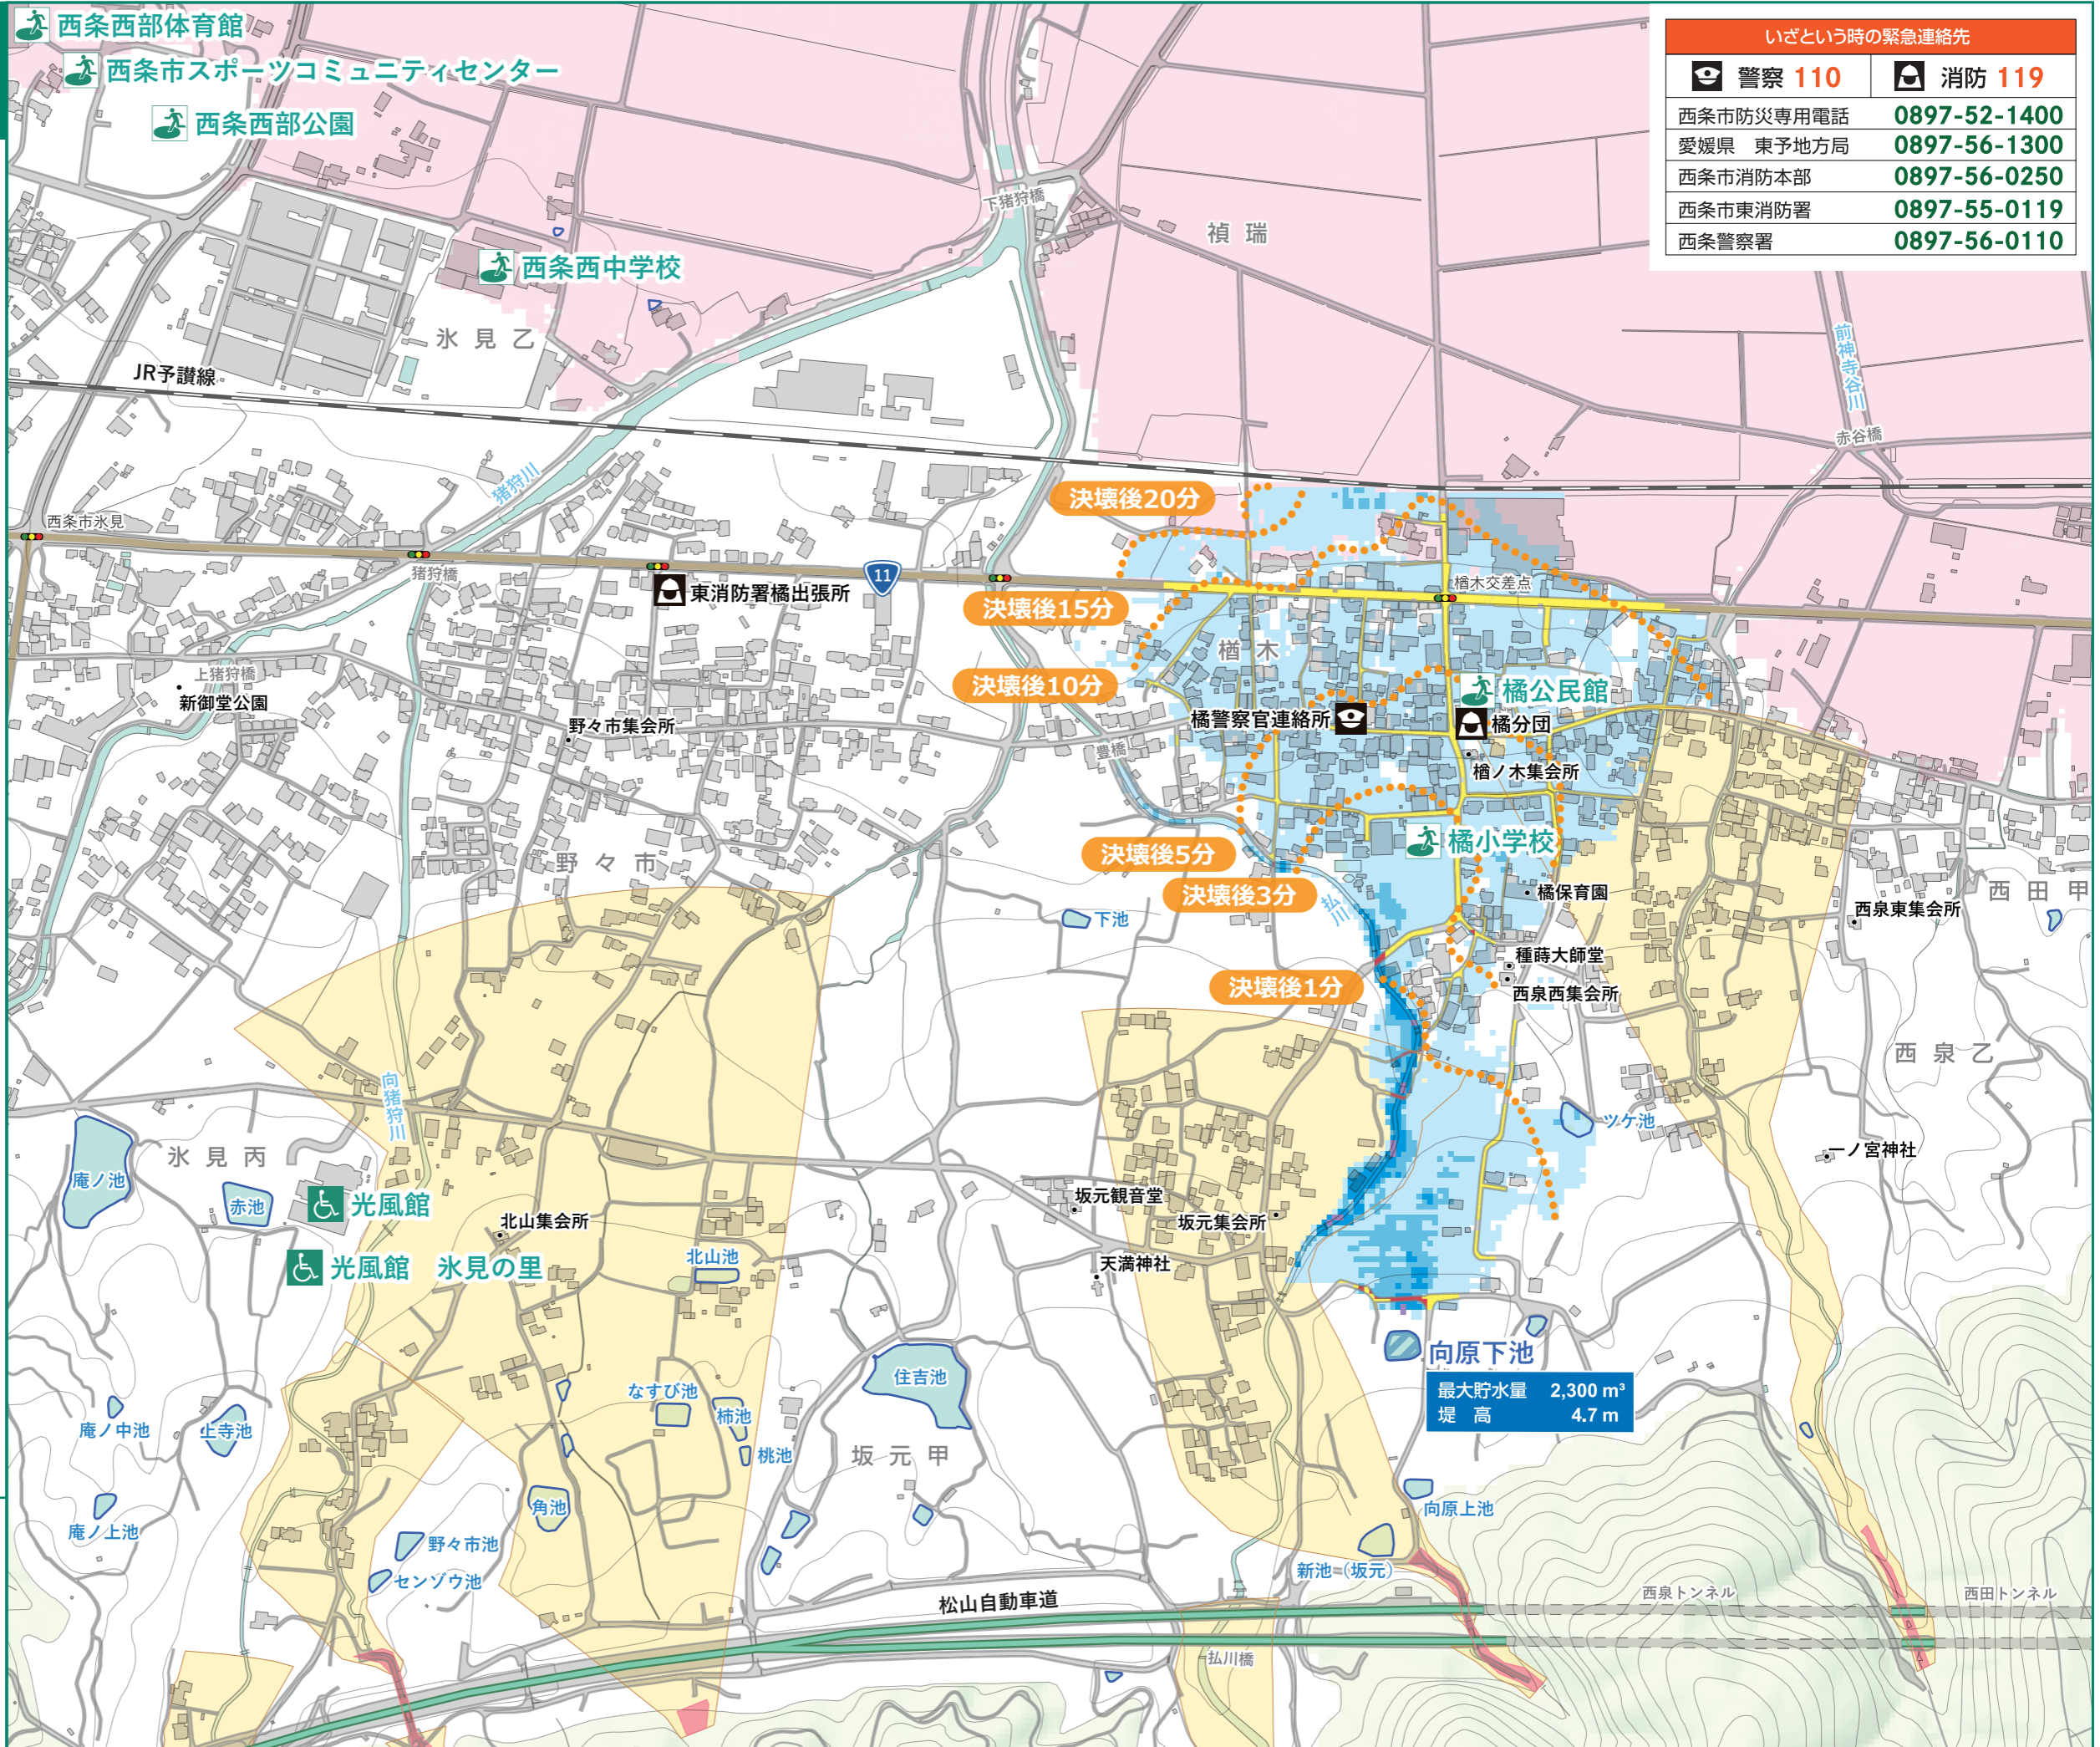 西条西部体育館
西条市スポーツコミュニティセンター
西条西部公園
いざという時の緊急連絡先
警察 110
消防 119
西条市防災専用電話 0897-52-1400
愛媛県 東予地方局 0897-56-1300
西条市消防本部 0897-56-0250
西条市東消防署 0897-55-0119
西条警察署 0897-56-0110
下猪狩橋
禎瑞
西条西中学校
氷見乙
前神寺谷川
JR予讃線
赤谷橋
猪狩川
決壊後20分
西条市氷見
猪狩橋
11
東消防署橘出張所
楢木交差点
決壊後15分
楢木
上猪狩橋
決壊後10分
新御堂公園
橘公民館
橘警察官連絡所
橘分団
野々市集会所
豊橋
楢ノ木集会所
橘小学校
決壊後5分
野々市
決壊後3分
橘保育園
西田甲
払川
西泉東集会所
下池
種蒔大師堂
決壊後1分
西泉西集会所
西泉乙
向猪狩川
ツケ池
氷見丙
一ノ宮神社
庵ノ池
赤池
光風館
坂元観音堂
北山集会所
坂元集会所
光風館 氷見の里
北山池
天満神社
向原下池
最大貯水量 2,300 m³
堤高 4.7 m
住吉池
なすび池
柿池
庵ノ中池
上寺池
桃池
坂元甲
角池
向原上池
庵ノ上池
野々市池
新池(坂元)
センゾウ池
松山自動車道
西泉トンネル
西田トンネル
払川橋